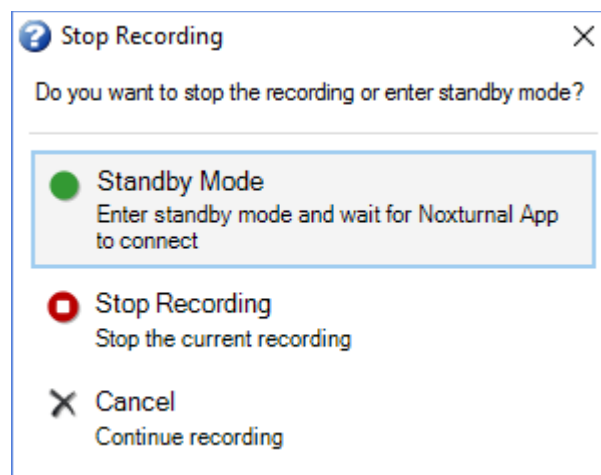 Stop Recording
Do you want to stop the recording or enter standby mode?
Standby Mode
Enter standby mode and wait for Noxturnal App
to connect
Stop Recording
Stop the current recording
Cancel
Continue recording